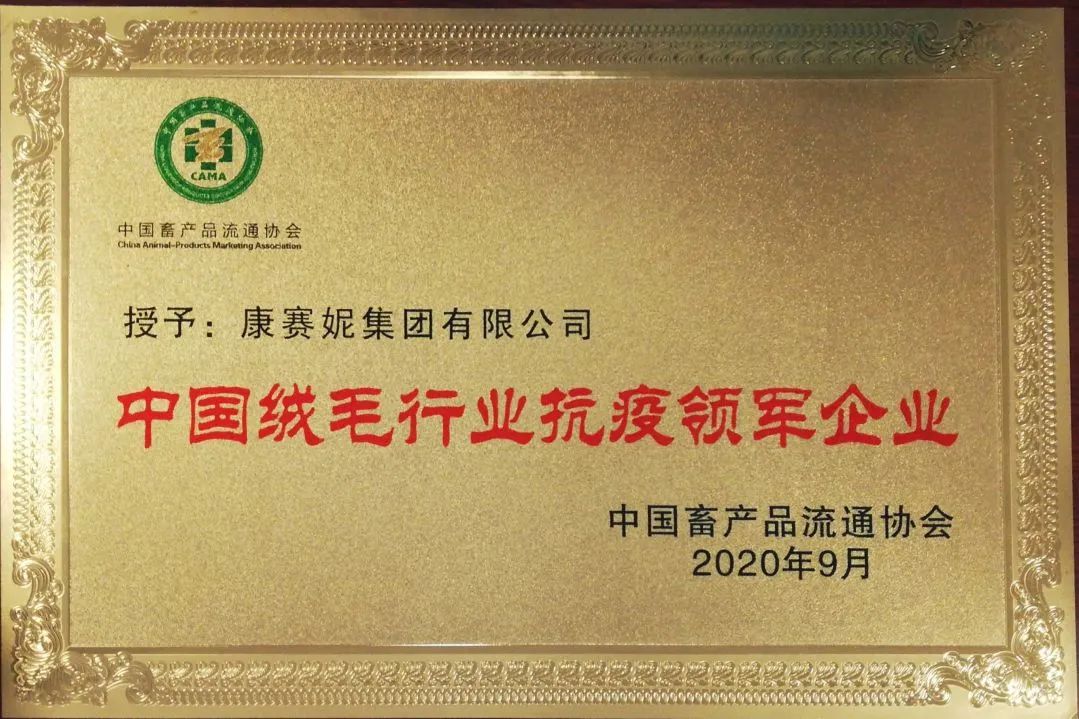 CAMA
中国畜产品流通协会
China Animal-Products Marketing Association
授予：康赛妮集团有限公司
中国绒毛行业抗疫领军企业
中国畜产品流通协会
2020年9月